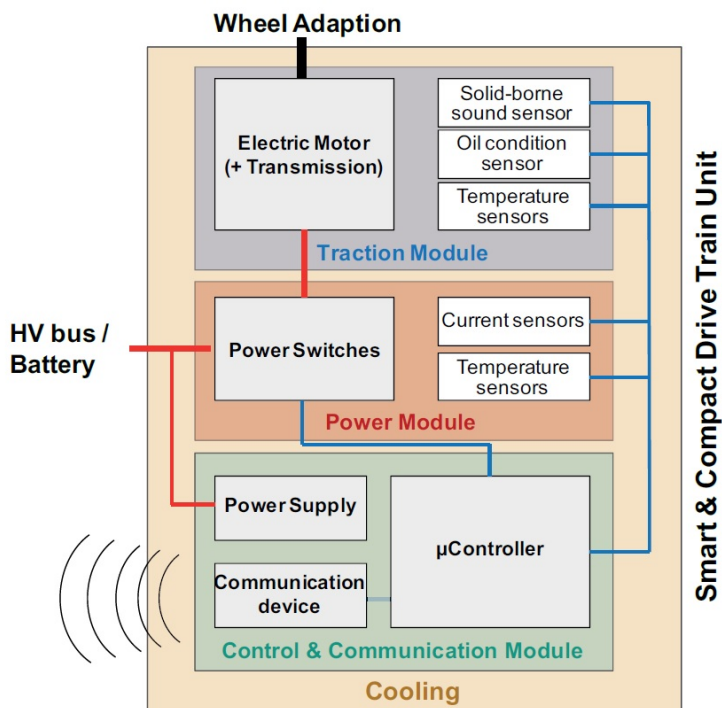 Wheel Adaption
Electric Motor
(+ Transmission)
Solid-borne
sound sensor
Oil condition
sensor
Temperature
sensors
Traction Module
HV bus /
Battery
Power Switches
Current sensors
Temperature
sensors
Power Module
Power Supply
µController
Communication
device
Control & Communication Module
Cooling
Smart & Compact Drive Train Unit